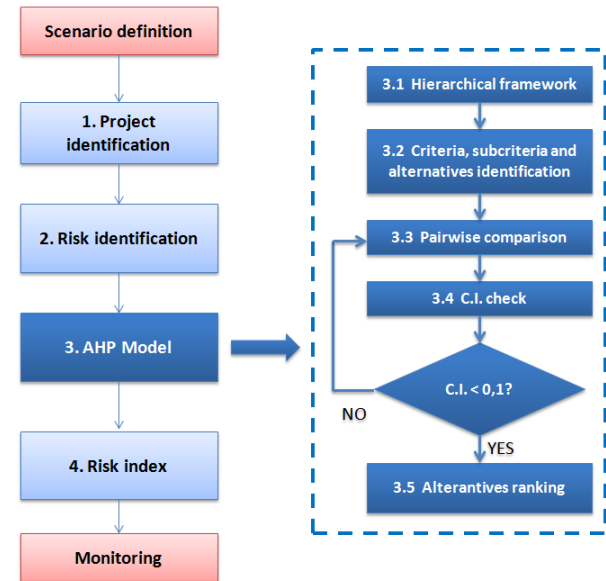 Scenario definition
1. Project
identification
2. Risk identification
3. AHP Model
4. Risk index
Monitoring
3.1 Hierarchical framework
3.2 Criteria, subcriteria and
alternatives identification
3.3 Pairwise comparison
3.4 C.I. check
C.I. < 0,1?
NO
YES
3.5 Alterantives ranking